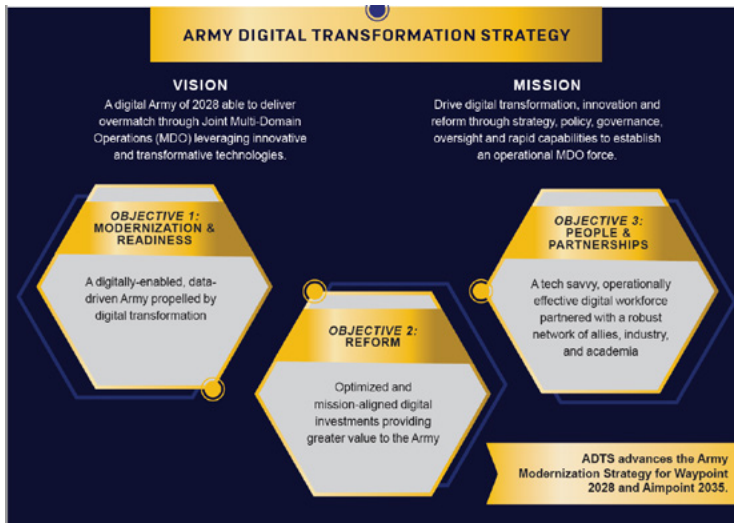 ARMY DIGITAL TRANSFORMATION STRATEGY
VISION
A digital Army of 2028 able to deliver
overmatch through Joint Multi-Domain
Operations (MDO) leveraging innovative
and transformative technologies.
MISSION
Drive digital transformation, innovation and
reform through strategy, policy, governance,
oversight and rapid capabilities to establish
an operational MDO force.
OBJECTIVE 1:
MODERNIZATION &
READINESS
A digitally-enabled, data-
driven Army propelled by
digital transformation
OBJECTIVE 2:
REFORM
Optimized and
mission-aligned digital
investments providing
greater value to the Army
OBJECTIVE 3:
PEOPLE &
PARTNERSHIPS
A tech savvy, operationally
effective digital workforce
partnered with a robust
network of allies, industry,
and academia
ADTS advances the Army
Modernization Strategy for Waypoint
2028 and Aimpoint 2035.